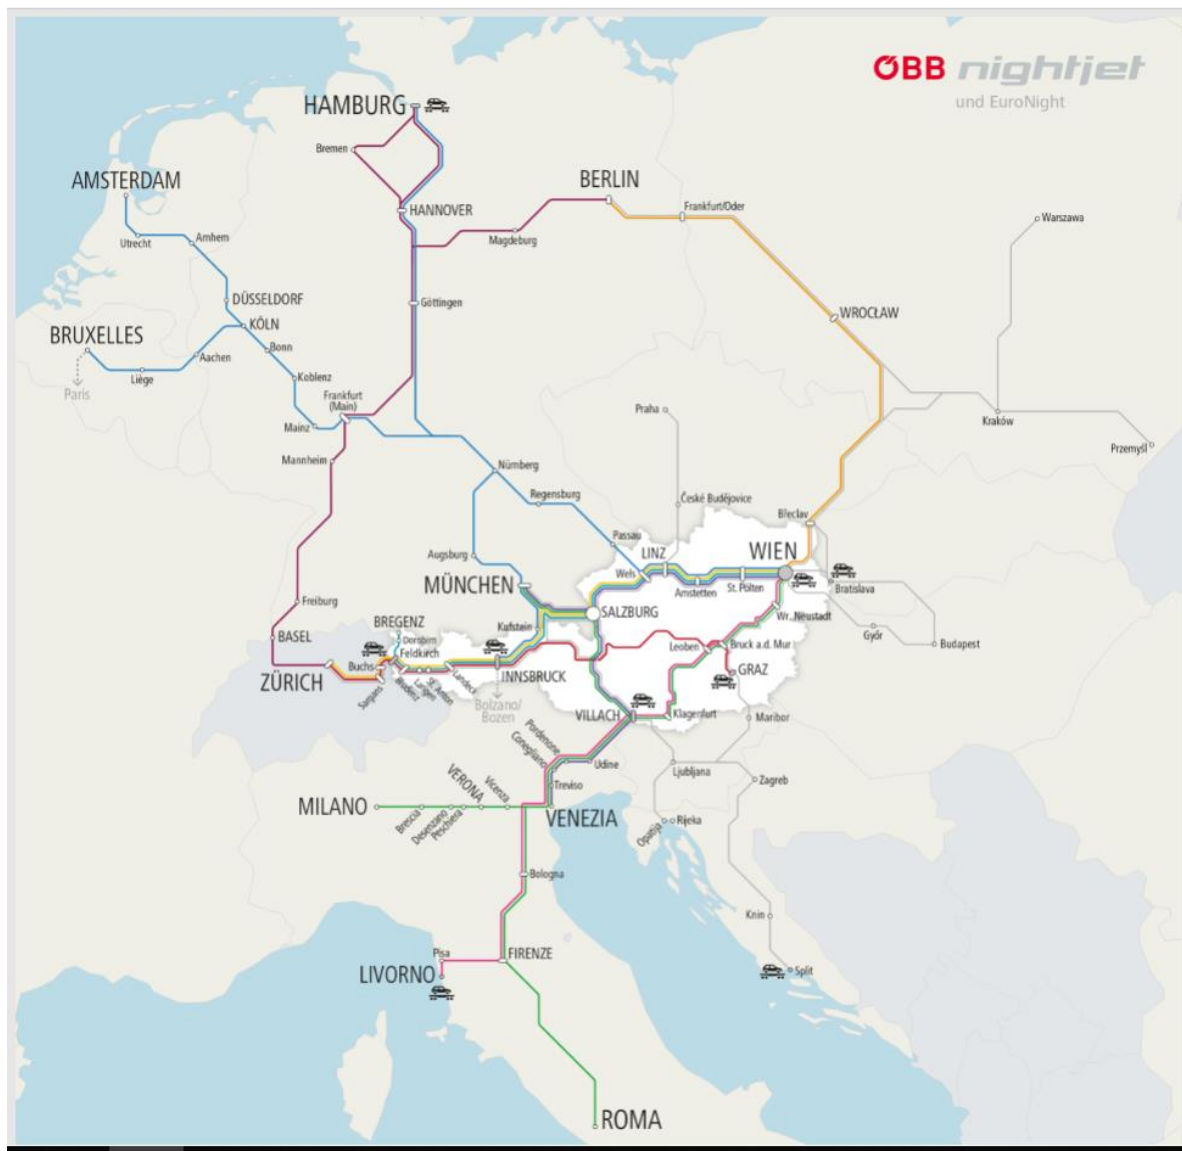 ÖBB nightjet
und EuroNight
HAMBURG
Bremen
AMSTERDAM
BERLIN
HANNOVER
Frankfurt/Oder
Warszawa
Utrecht
Arnhem
Magdeburg
DÜSSELDORF
Göttingen
WROCŁAW
KÖLN
BRUXELLES
Bonn
Aachen
Liège
Koblenz
Paris
Frankfurt
(Main)
Praha
Mainz
Kraków
Przemyśl
Mannheim
Nürnberg
Regensburg
České Budějovice
Břeclav
Passau
Augsburg
LINZ
WIEN
Wels
MÜNCHEN
Amstetten
St. Pölten
Bratislava
Freiburg
SALZBURG
BREGENZ
Kufstein
Wr. Neustadt
Győr
BASEL
Dornbirn
Feldkirch
Leoben
Bruck a.d. Mur
Budapest
Buchs
ZÜRICH
Sargans
Bludenz
Langen
St. Anton
Landeck
INNSBRUCK
GRAZ
Bolzano/
Bozen
VILLACH
Klagenfurt
Maribor
Pordenone
Conegliano
Udine
Ljubljana
Zagreb
Treviso
MILANO
Brescia
Desenzano
Peschiera
VERONA
Vicenza
VENEZIA
Opatija
Rijeka
Bologna
Knin
Pisa
FIRENZE
LIVORNO
Split
ROMA